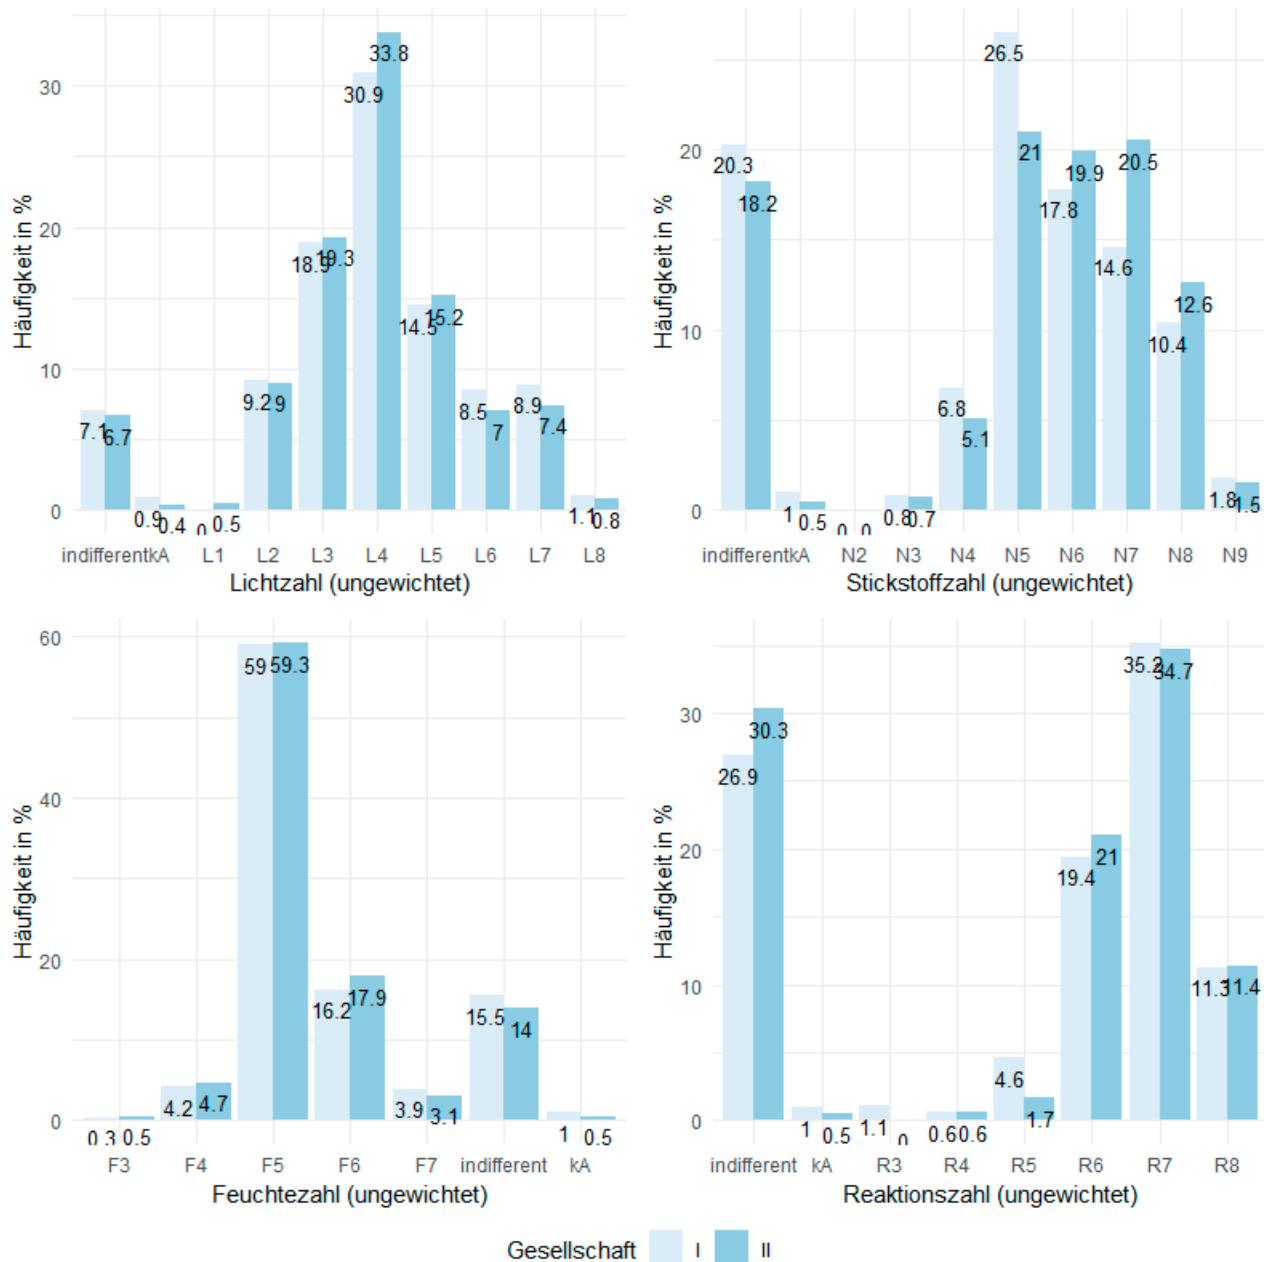 33.8
30
30.9
20
18.9
19.3
14.5
15.2
10
9.2
9
8.5
7
8.9
7.4
7.1
6.7
0
0.9
0.4
0
0.5
1.1
0.8
indifferent
kA
L1
L2
L3
L4
L5
L6
L7
L8
Häufigkeit in %
Lichtzahl (ungewichtet)
26.5
20
20.3
18.2
21
17.8
19.9
14.6
20.5
10
10.4
12.6
6.8
5.1
0
1
0.5
0
0
0.8
0.7
1.8
1.5
indifferent
kA
N2
N3
N4
N5
N6
N7
N8
N9
Häufigkeit in %
Stickstoffzahl (ungewichtet)
60
59
59.3
40
20
16.2
17.9
15.5
14
4.2
4.7
3.9
3.1
0
0.3
0.5
1
0.5
F3
F4
F5
F6
F7
indifferent
kA
Häufigkeit in %
Feuchtezahl (ungewichtet)
35.2
34.7
30
30.3
26.9
20
19.4
21
10
11.3
11.4
4.6
1.7
0
1
0.5
1.1
0
0.6
0.6
indifferent
kA
R3
R4
R5
R6
R7
R8
Häufigkeit in %
Reaktionszahl (ungewichtet)
Gesellschaft I II